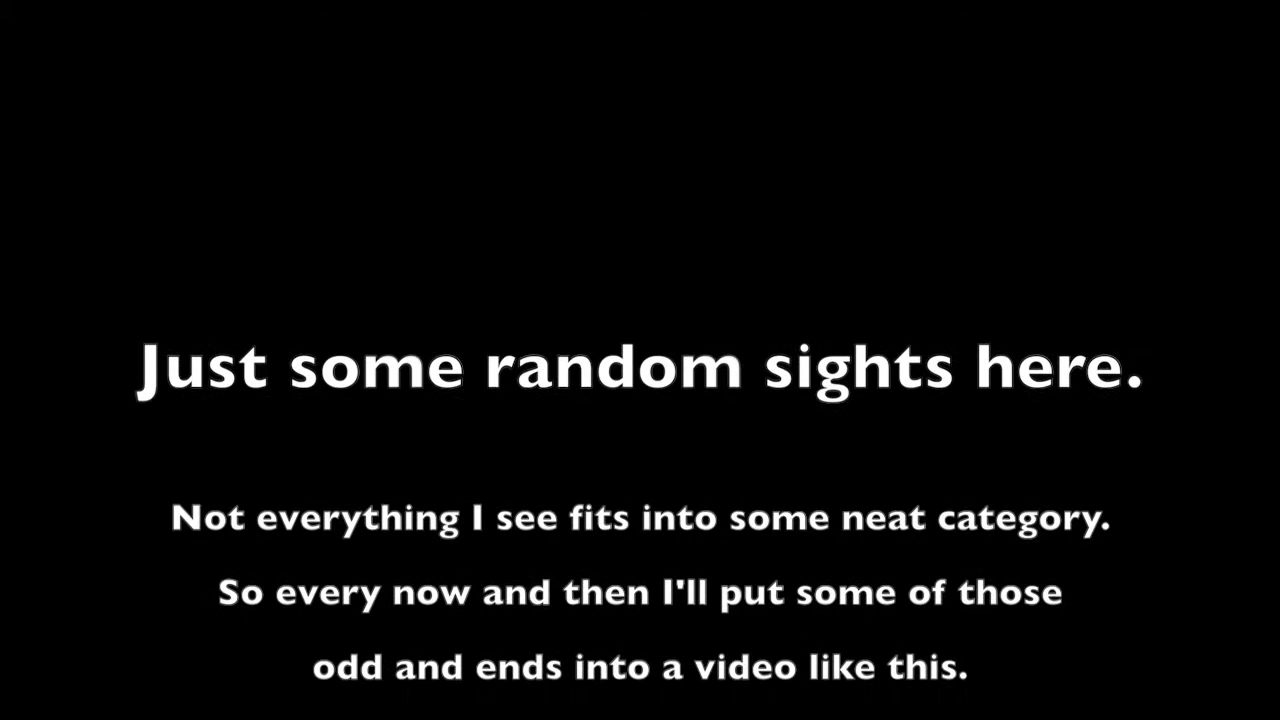 Just some random sights here.
Not everything I see fits into some neat category.
So every now and then I'll put some of those
odd and ends into a video like this.